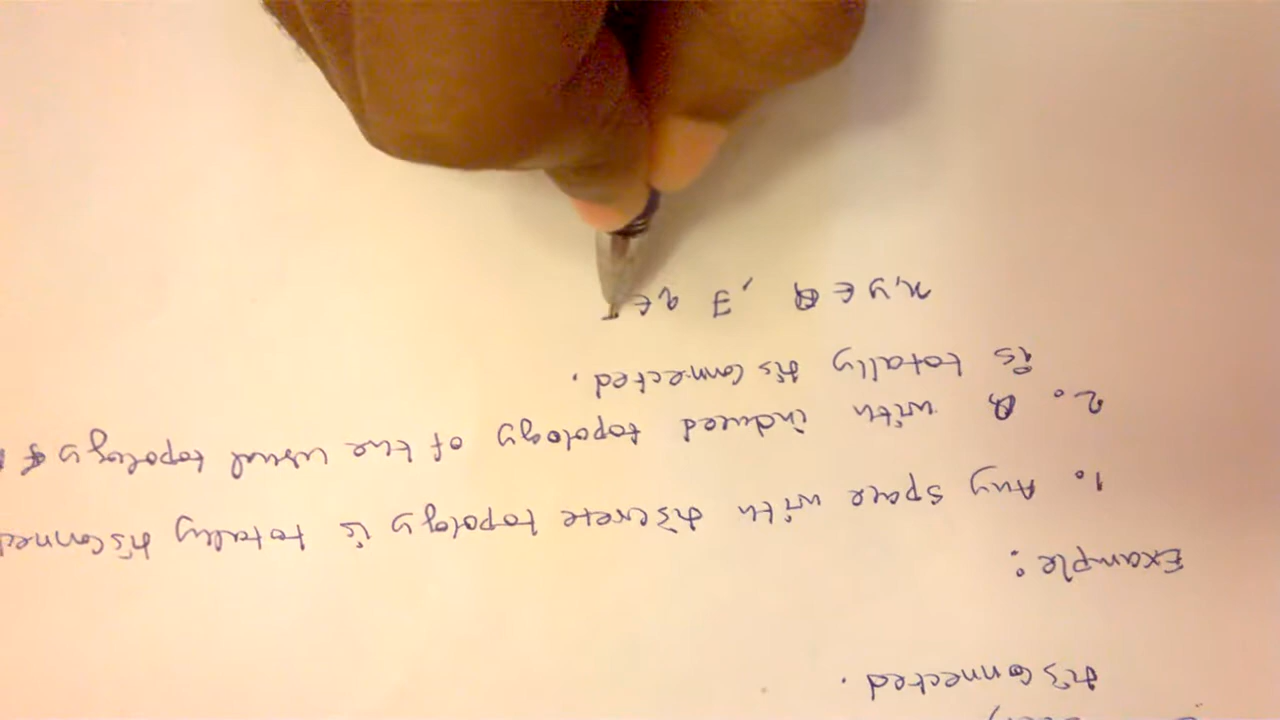 disconnected.
Example:
1. Any space with discrete topology is totally disconnec
2. Q with induced topology of the usual topology of
is totally disconnected.
x,y ∈ Q, ∃ q ∈